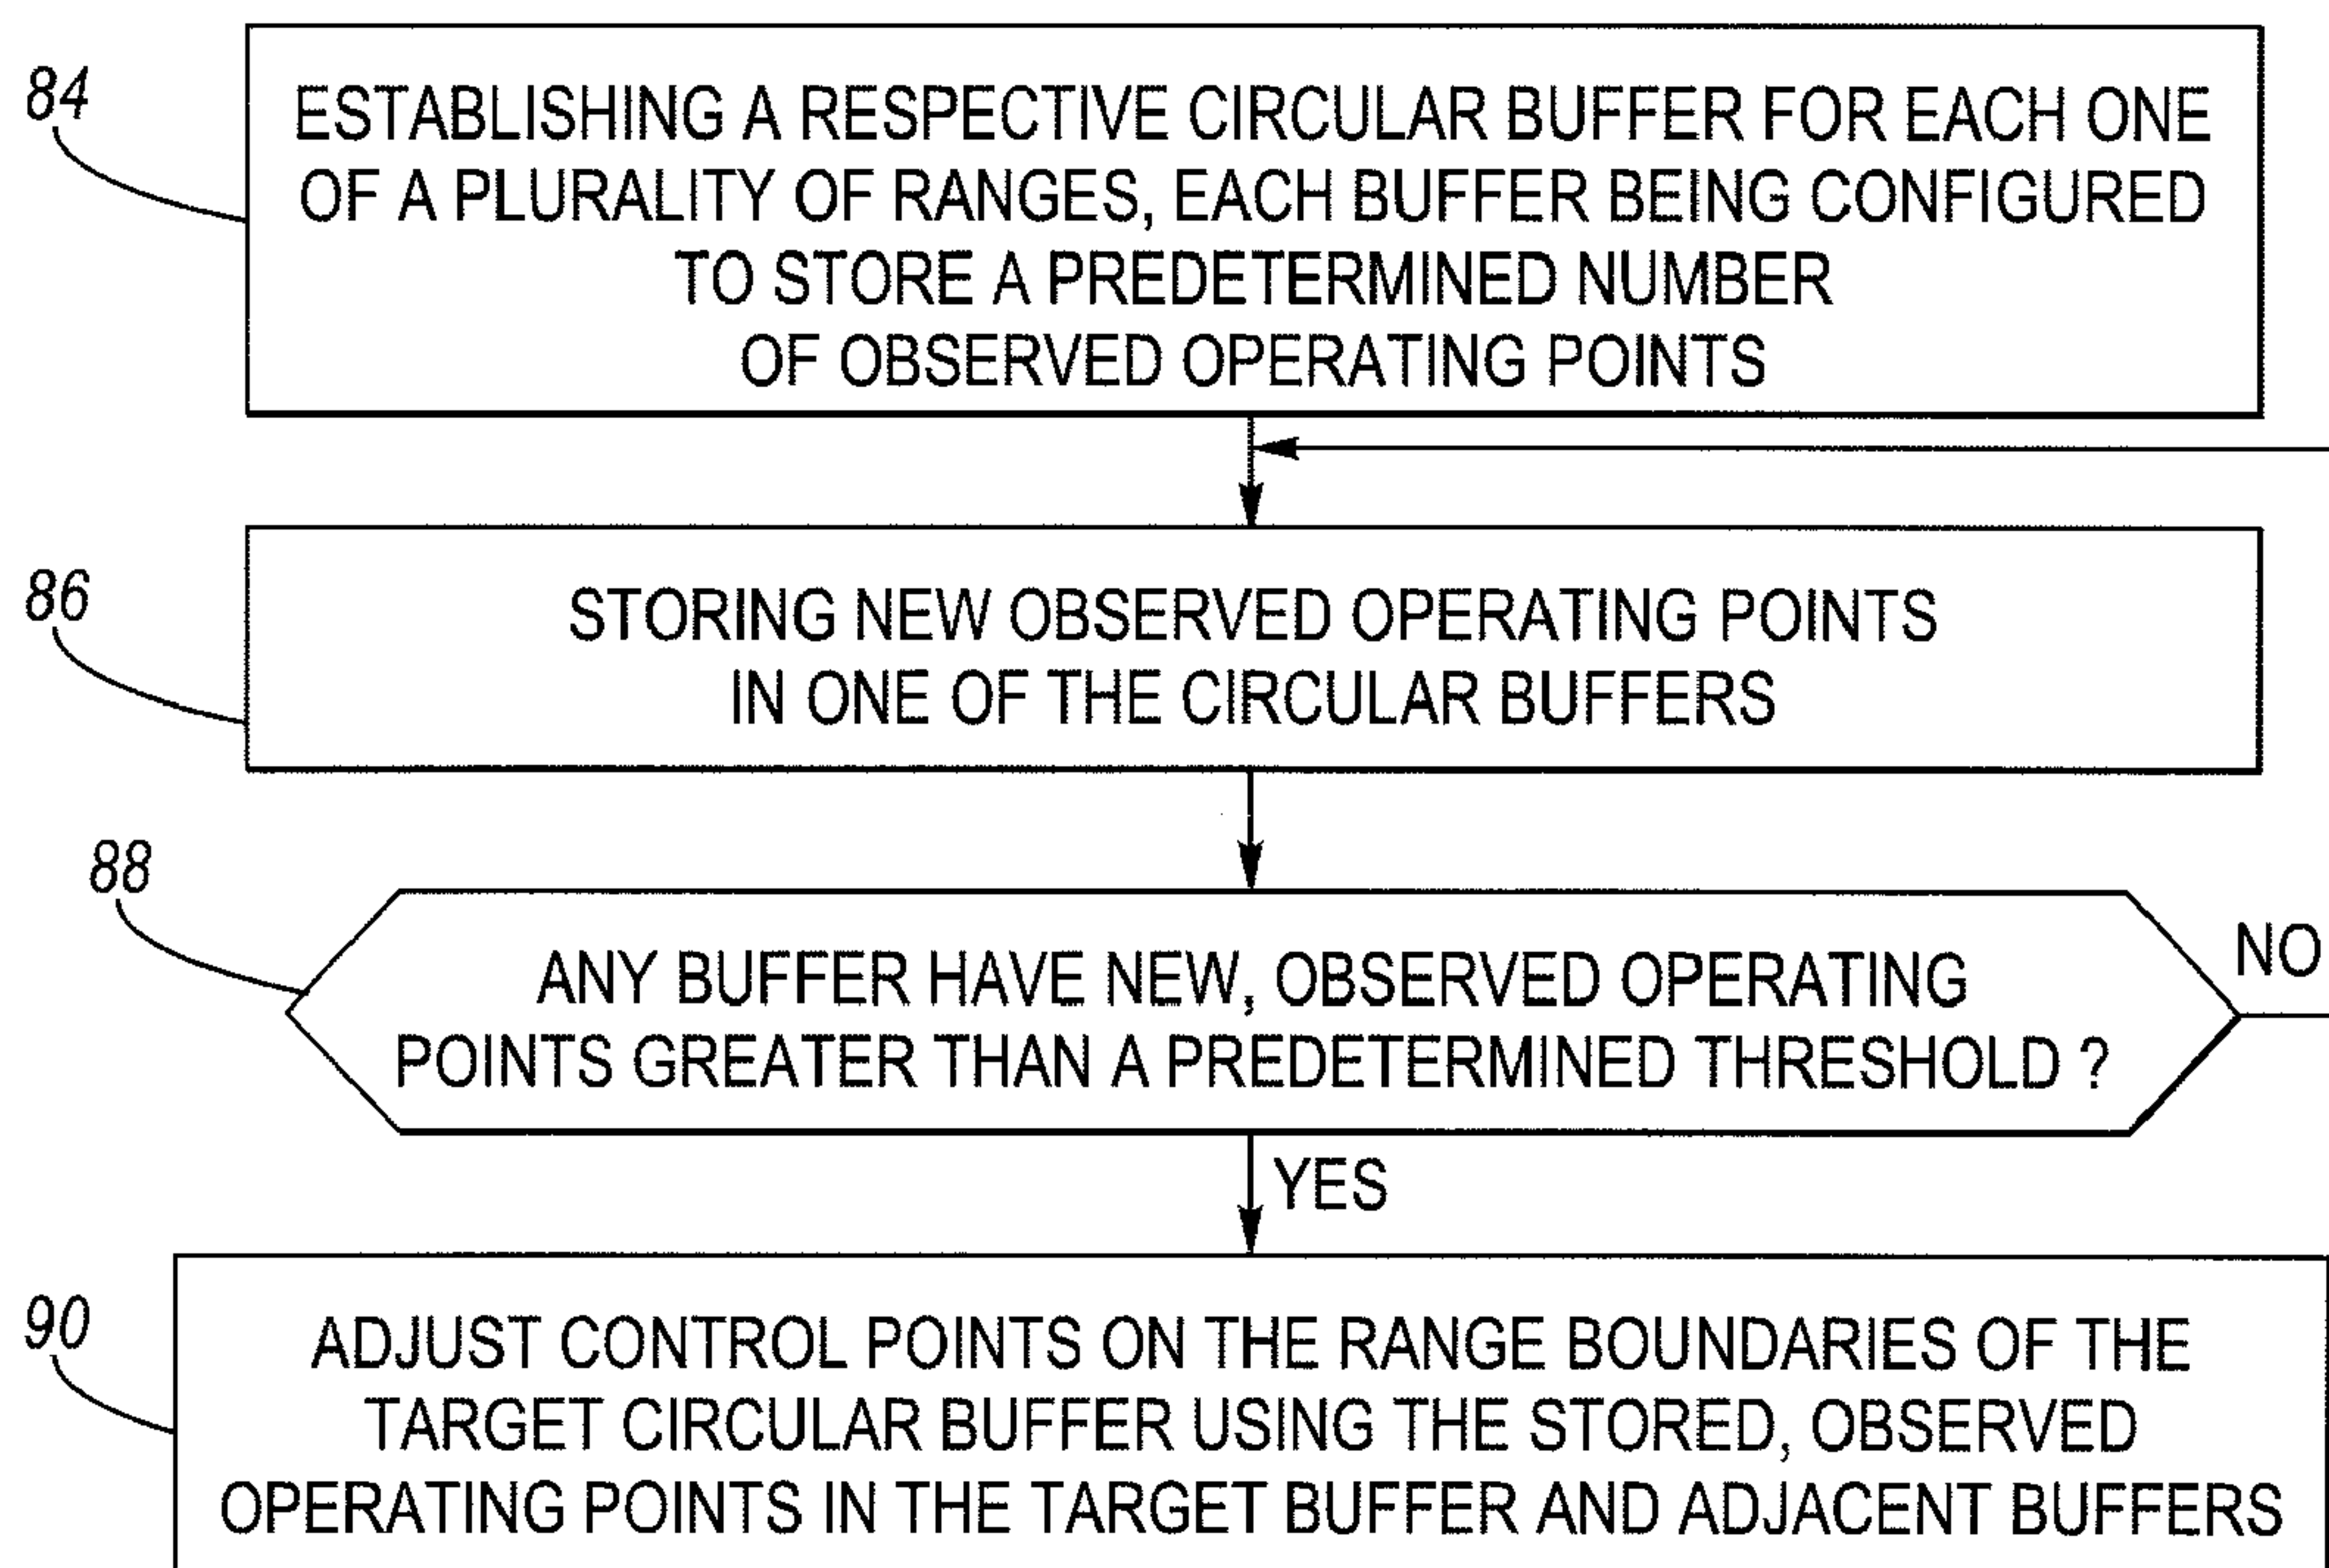 84
ESTABLISHING A RESPECTIVE CIRCULAR BUFFER FOR EACH ONE
OF A PLURALITY OF RANGES, EACH BUFFER BEING CONFIGURED
TO STORE A PREDETERMINED NUMBER
OF OBSERVED OPERATING POINTS
86
STORING NEW OBSERVED OPERATING POINTS
IN ONE OF THE CIRCULAR BUFFERS
88
ANY BUFFER HAVE NEW, OBSERVED OPERATING
POINTS GREATER THAN A PREDETERMINED THRESHOLD ?
NO
YES
90
ADJUST CONTROL POINTS ON THE RANGE BOUNDARIES OF THE
TARGET CIRCULAR BUFFER USING THE STORED, OBSERVED
OPERATING POINTS IN THE TARGET BUFFER AND ADJACENT BUFFERS